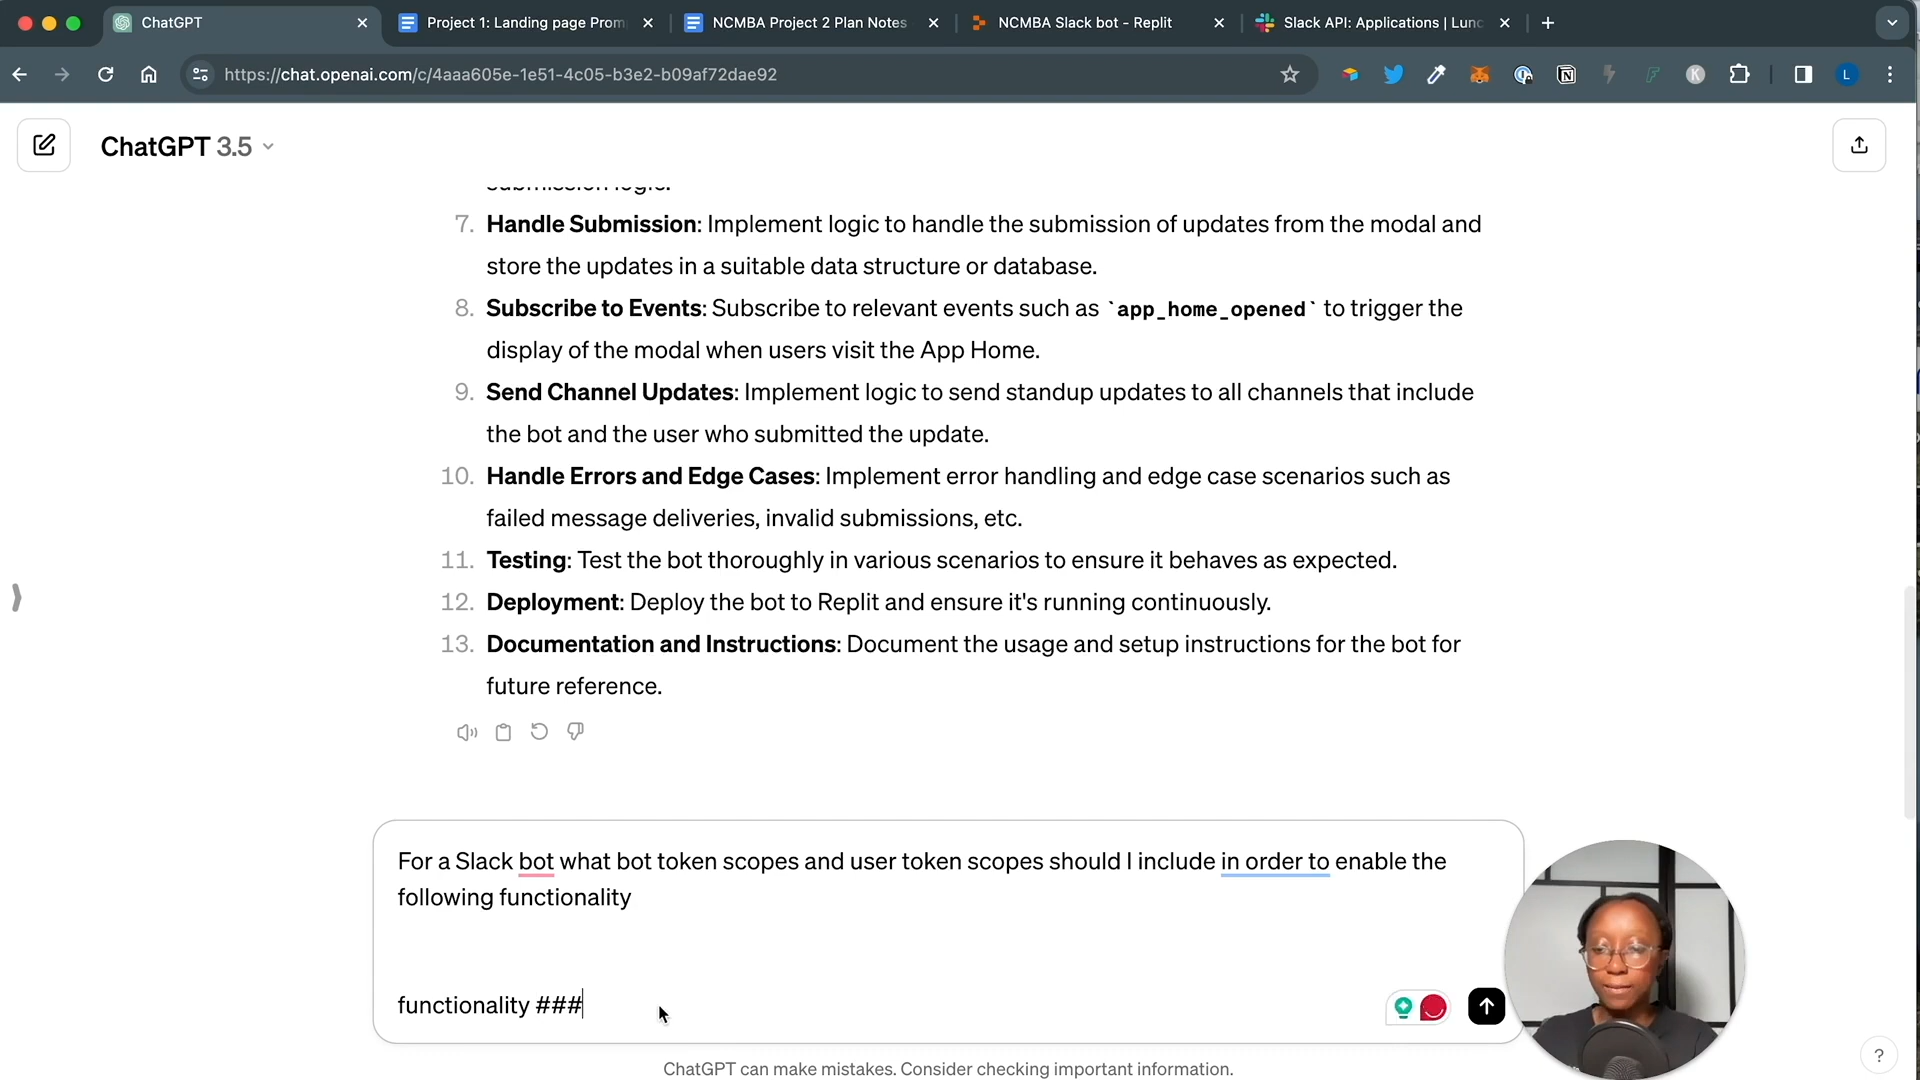 ChatGPT
Project 1: Landing page Prom
NCMBA Project 2 Plan Notes
NCMBA Slack bot - Replit
Slack API: Applications | Lunc
https://chat.openai.com/c/4aaa605e-1e51-4c05-b3e2-b09af72dae92
L
K
ChatGPT 3.5
submission logic.
7. Handle Submission: Implement logic to handle the submission of updates from the modal and
store the updates in a suitable data structure or database.
8. Subscribe to Events: Subscribe to relevant events such as `app_home_opened` to trigger the
display of the modal when users visit the App Home.
9. Send Channel Updates: Implement logic to send standup updates to all channels that include
the bot and the user who submitted the update.
10. Handle Errors and Edge Cases: Implement error handling and edge case scenarios such as
failed message deliveries, invalid submissions, etc.
11. Testing: Test the bot thoroughly in various scenarios to ensure it behaves as expected.
12. Deployment: Deploy the bot to Replit and ensure it's running continuously.
13. Documentation and Instructions: Document the usage and setup instructions for the bot for
future reference.
For a Slack bot what bot token scopes and user token scopes should I include in order to enable the
following functionality
functionality ###
ChatGPT can make mistakes. Consider checking important information.
?